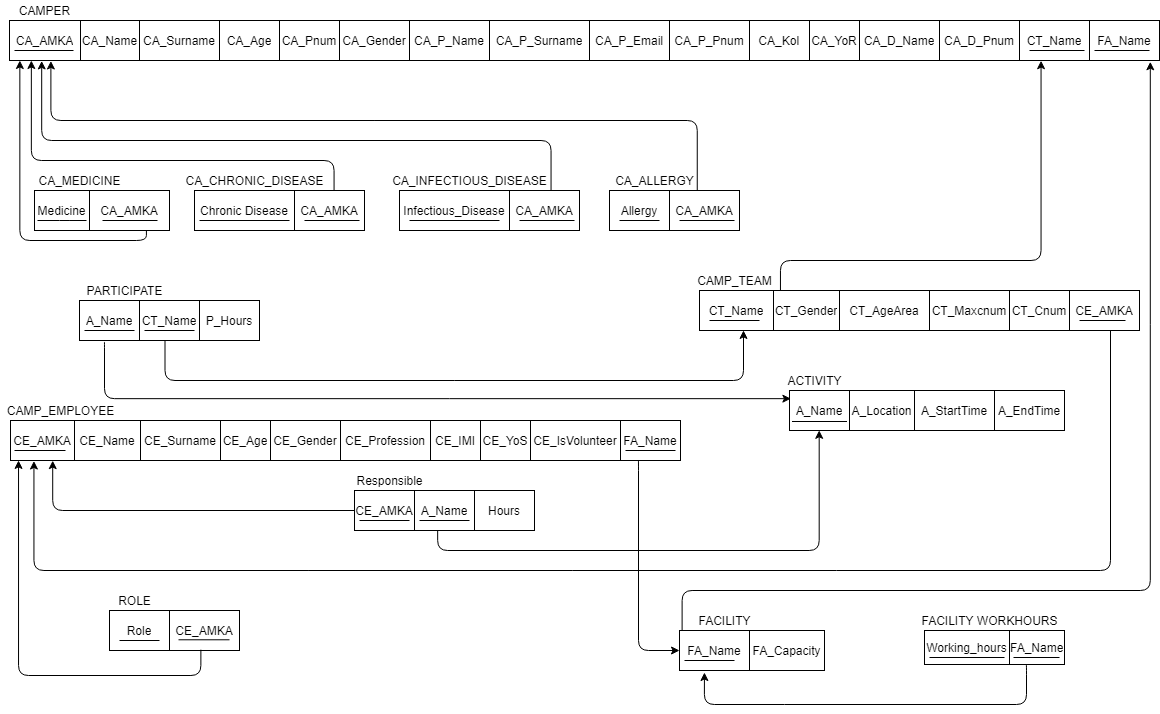 CAMPER
CA_AMKA CA_Name CA_Surname CA_Age CA_Pnum CA_Gender CA_P_Name CA_P_Surname CA_P_Email CA_P_Pnum CA_Kol CA_YoR CA_D_Name CA_D_Pnum CT_Name FA_Name
CA_MEDICINE CA_CHRONIC_DISEASE CA_INFECTIOUS_DISEASE CA_ALLERGY
Medicine CA_AMKA Chronic Disease CA_AMKA Infectious_Disease CA_AMKA Allergy CA_AMKA
CAMP_TEAM
CT_Name CT_Gender CT_AgeArea CT_Maxcnum CT_Cnum CE_AMKA
PARTICIPATE
A_Name CT_Name P_Hours
ACTIVITY
A_Name A_Location A_StartTime A_EndTime
CAMP_EMPLOYEE
CE_AMKA CE_Name CE_Surname CE_Age CE_Gender CE_Profession CE_IMI CE_YoS CE_IsVolunteer FA_Name
Responsible
CE_AMKA A_Name Hours
ROLE
Role CE_AMKA
FACILITY FACILITY WORKHOURS
FA_Name FA_Capacity Working_hours FA_Name